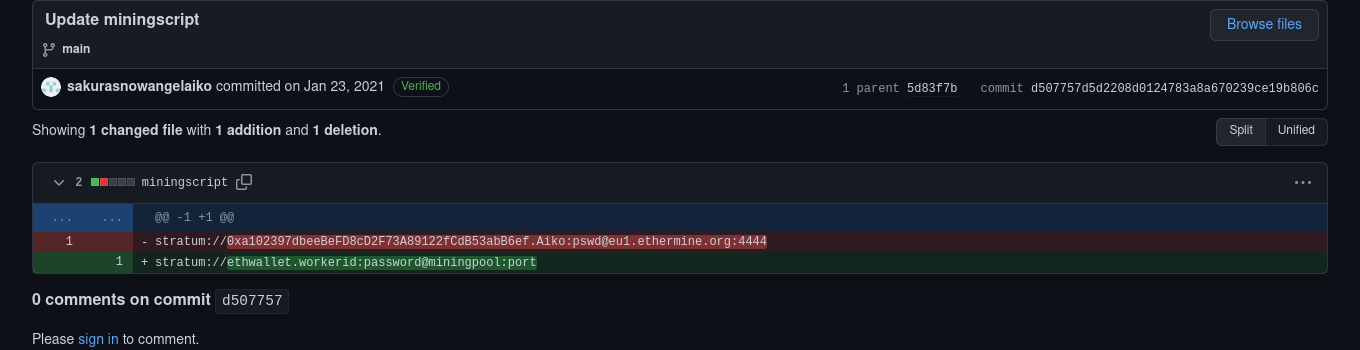 Update miningscript
Browse files
main
sakurasnowangelaiko committed on Jan 23, 2021 Verified 1 parent 5d83f7b commit d507757d5d2208d0124783a8a670239ce19b806c
Showing 1 changed file with 1 addition and 1 deletion.
Split Unified
2 miningscript
... ... @@ -1 +1 @@
1 - stratum://0xa102397dbeeBeFD8cD2F73A89122fCdB53abB6ef.Aiko:pswd@eu1.ethermine.org:4444
1 + stratum://ethwallet.workerid:password@miningpool:port
0 comments on commit d507757
Please sign in to comment.